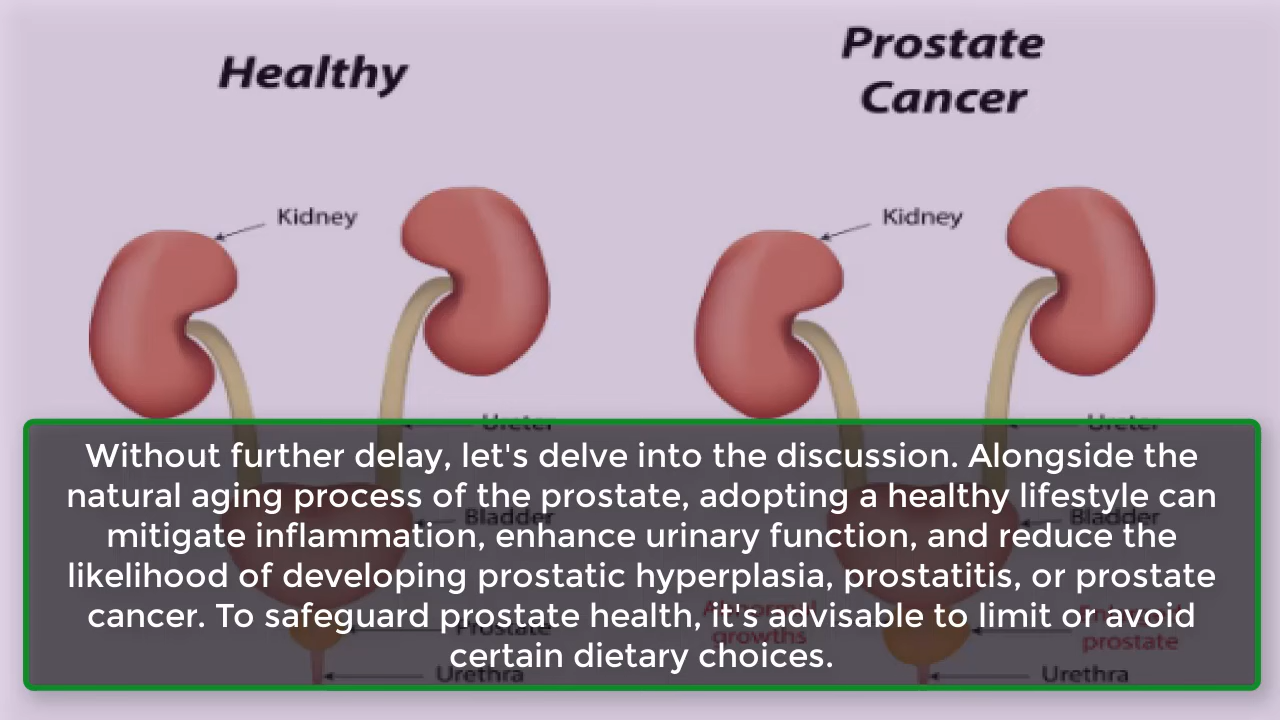 Healthy
Prostate
Cancer
Kidney
Kidney
Ureter
Ureter
Without further delay, let's delve into the discussion. Alongside the
natural aging process of the prostate, adopting a healthy lifestyle can
mitigate inflammation, enhance urinary function, and reduce the
likelihood of developing prostatic hyperplasia, prostatitis, or prostate
cancer. To safeguard prostate health, it's advisable to limit or avoid
certain dietary choices.
Bladder
Bladder
Prostate
growths
prostate
Urethra
Urethra